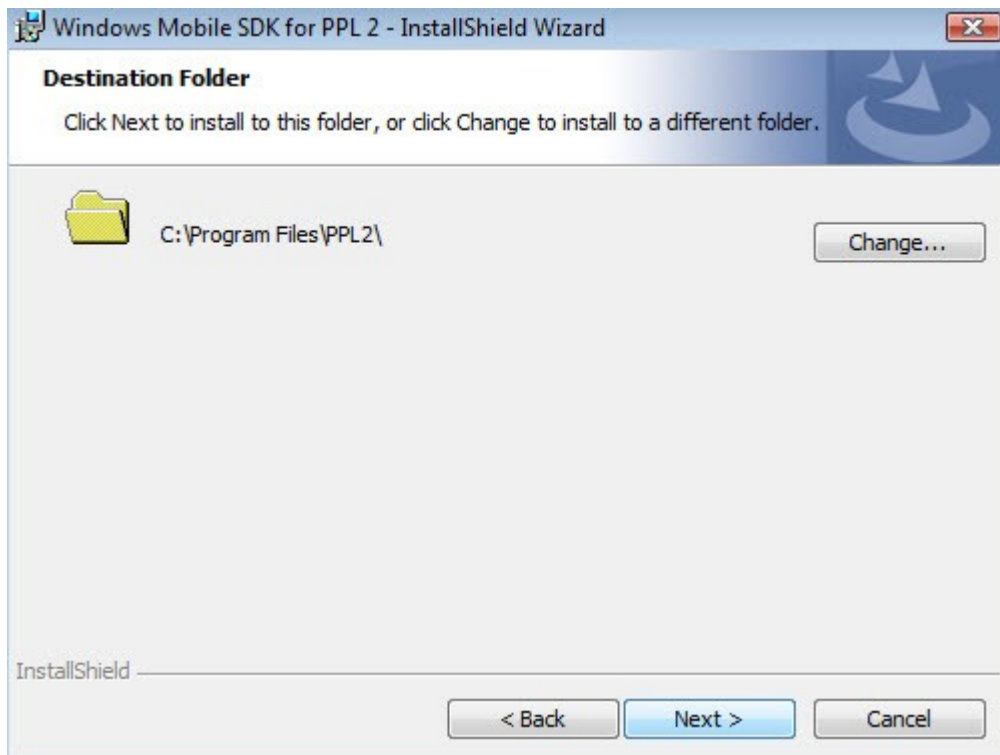 Windows Mobile SDK for PPL 2 - InstallShield Wizard
Destination Folder
Click Next to install to this folder, or click Change to install to a different folder.
C:\Program Files\PPL2\
Change...
InstallShield
< Back
Next >
Cancel